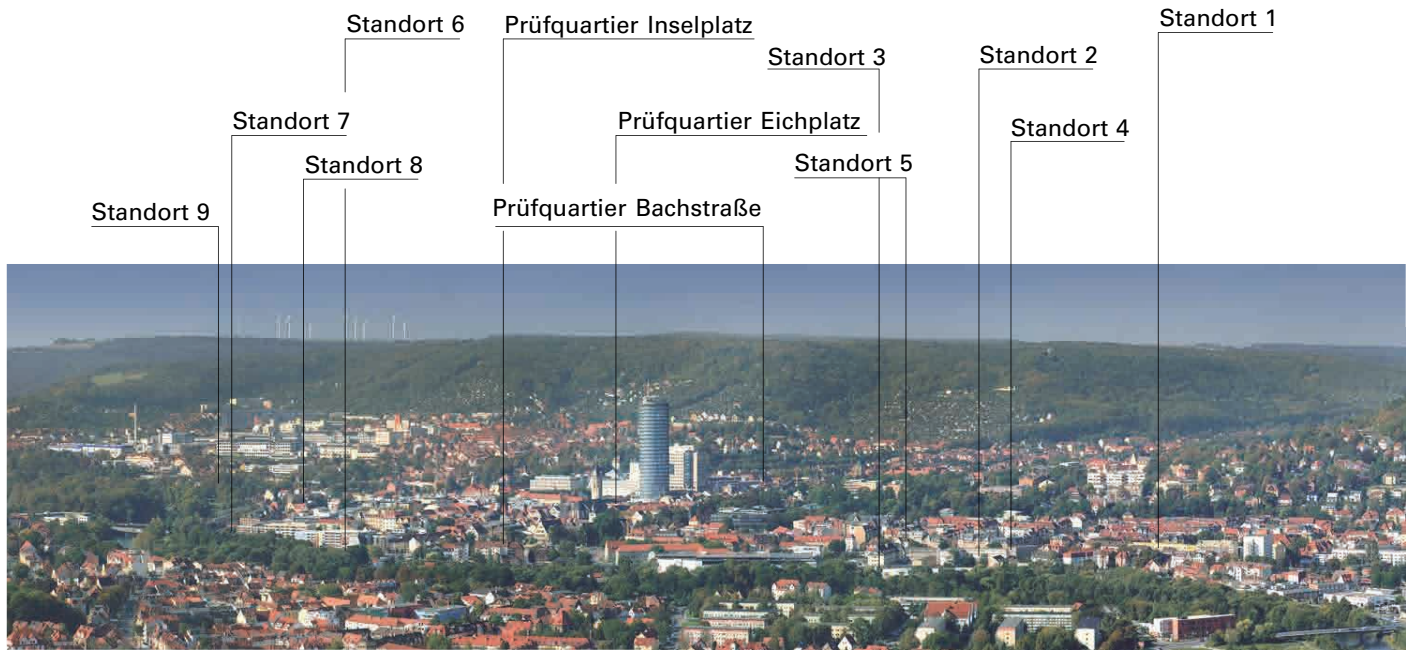 Standort 1
Standort 6
Prüfquartier Inselplatz
Standort 3
Standort 2
Standort 7
Prüfquartier Eichplatz
Standort 4
Standort 8
Standort 5
Standort 9
Prüfquartier Bachstraße